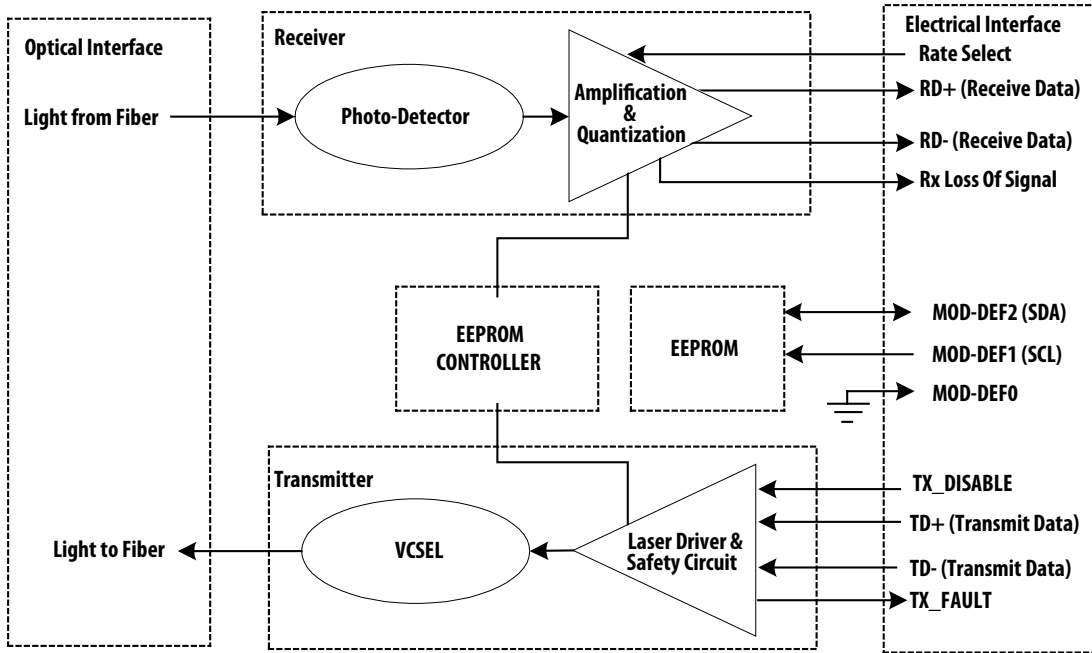 Optical Interface
Light from Fiber
Light to Fiber
Receiver
Photo-Detector
Amplification
&
Quantization
EEPROM
CONTROLLER
EEPROM
Transmitter
VCSEL
Laser Driver &
Safety Circuit
Electrical Interface
Rate Select
RD+ (Receive Data)
RD- (Receive Data)
Rx Loss Of Signal
MOD-DEF2 (SDA)
MOD-DEF1 (SCL)
MOD-DEF0
TX_DISABLE
TD+ (Transmit Data)
TD- (Transmit Data)
TX_FAULT